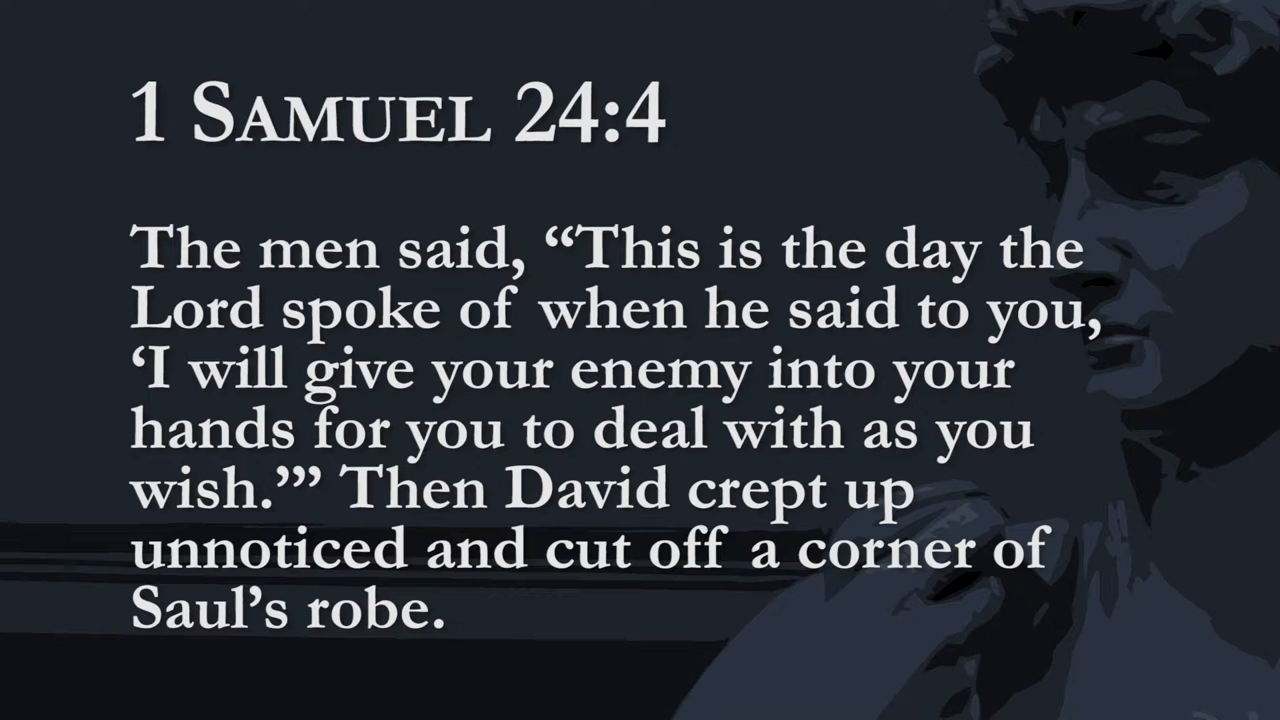 1 SAMUEL 24:4
The men said, “This is the day the
Lord spoke of when he said to you,
‘I will give your enemy into your
hands for you to deal with as you
wish.’” Then David crept up
unnoticed and cut off a corner of
Saul’s robe.